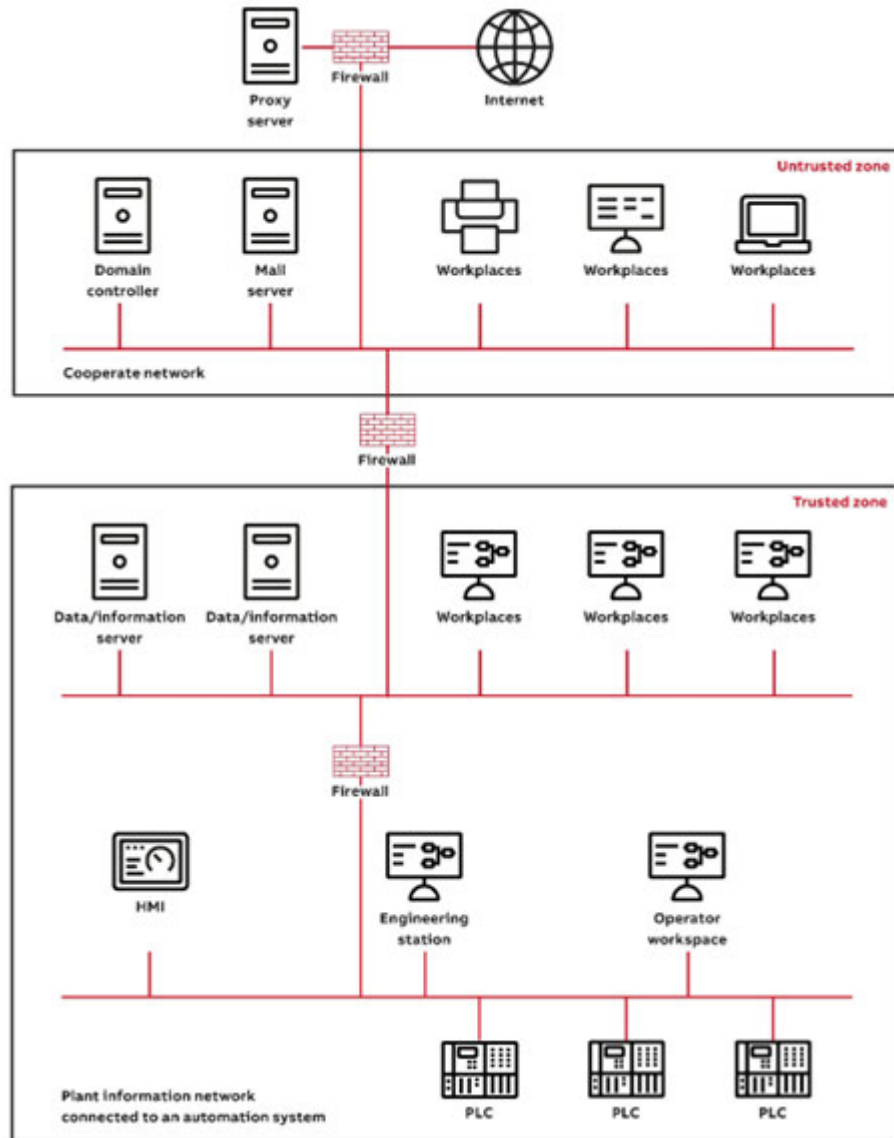 Proxy
server
Firewall
Internet
Untrusted zone
Domain
controller
Mail
server
Workplaces
Workplaces
Workplaces
Cooperate network
Firewall
Trusted zone
Data/information
server
Data/information
server
Workplaces
Workplaces
Workplaces
Firewall
HMI
Engineering
station
Operator
workspace
PLC
PLC
PLC
Plant information network
connected to an automation system